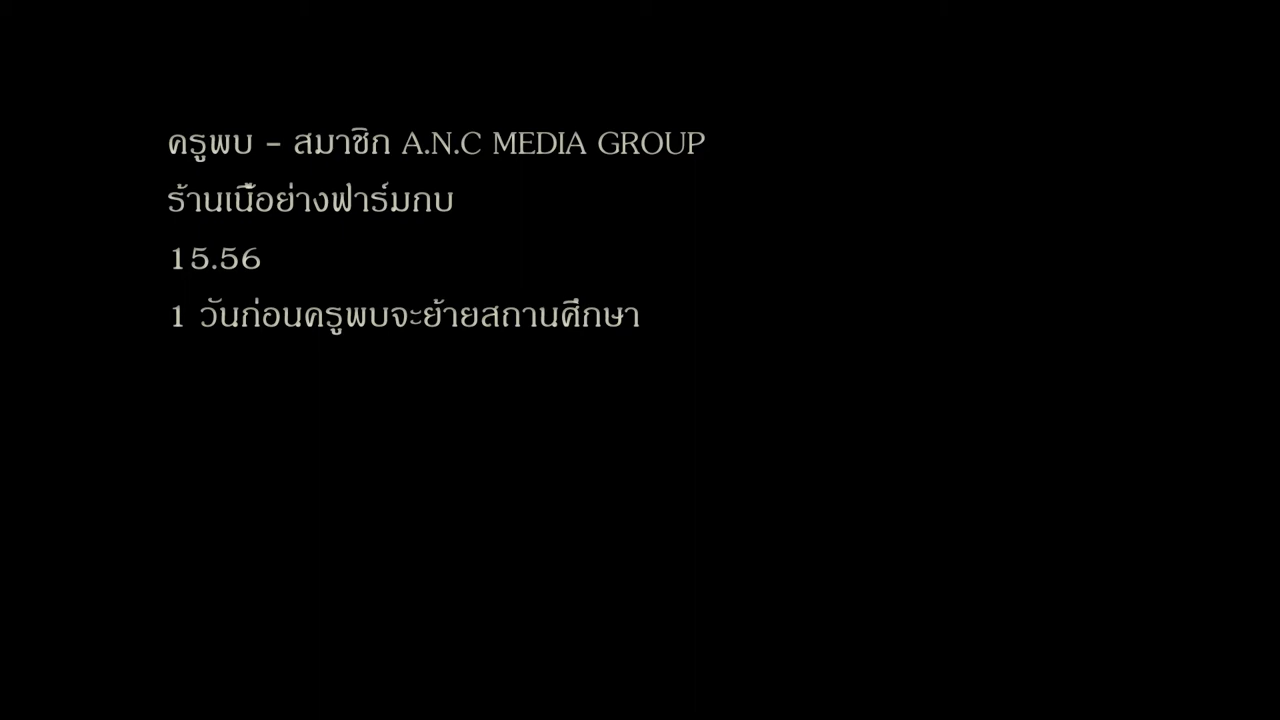 ครูพบ - สมาชิก A.N.C MEDIA GROUP
ร้านเนื้อย่างฟาร์มกบ
15.56
1 วันก่อนครูพบจะย้ายสถานศึกษา